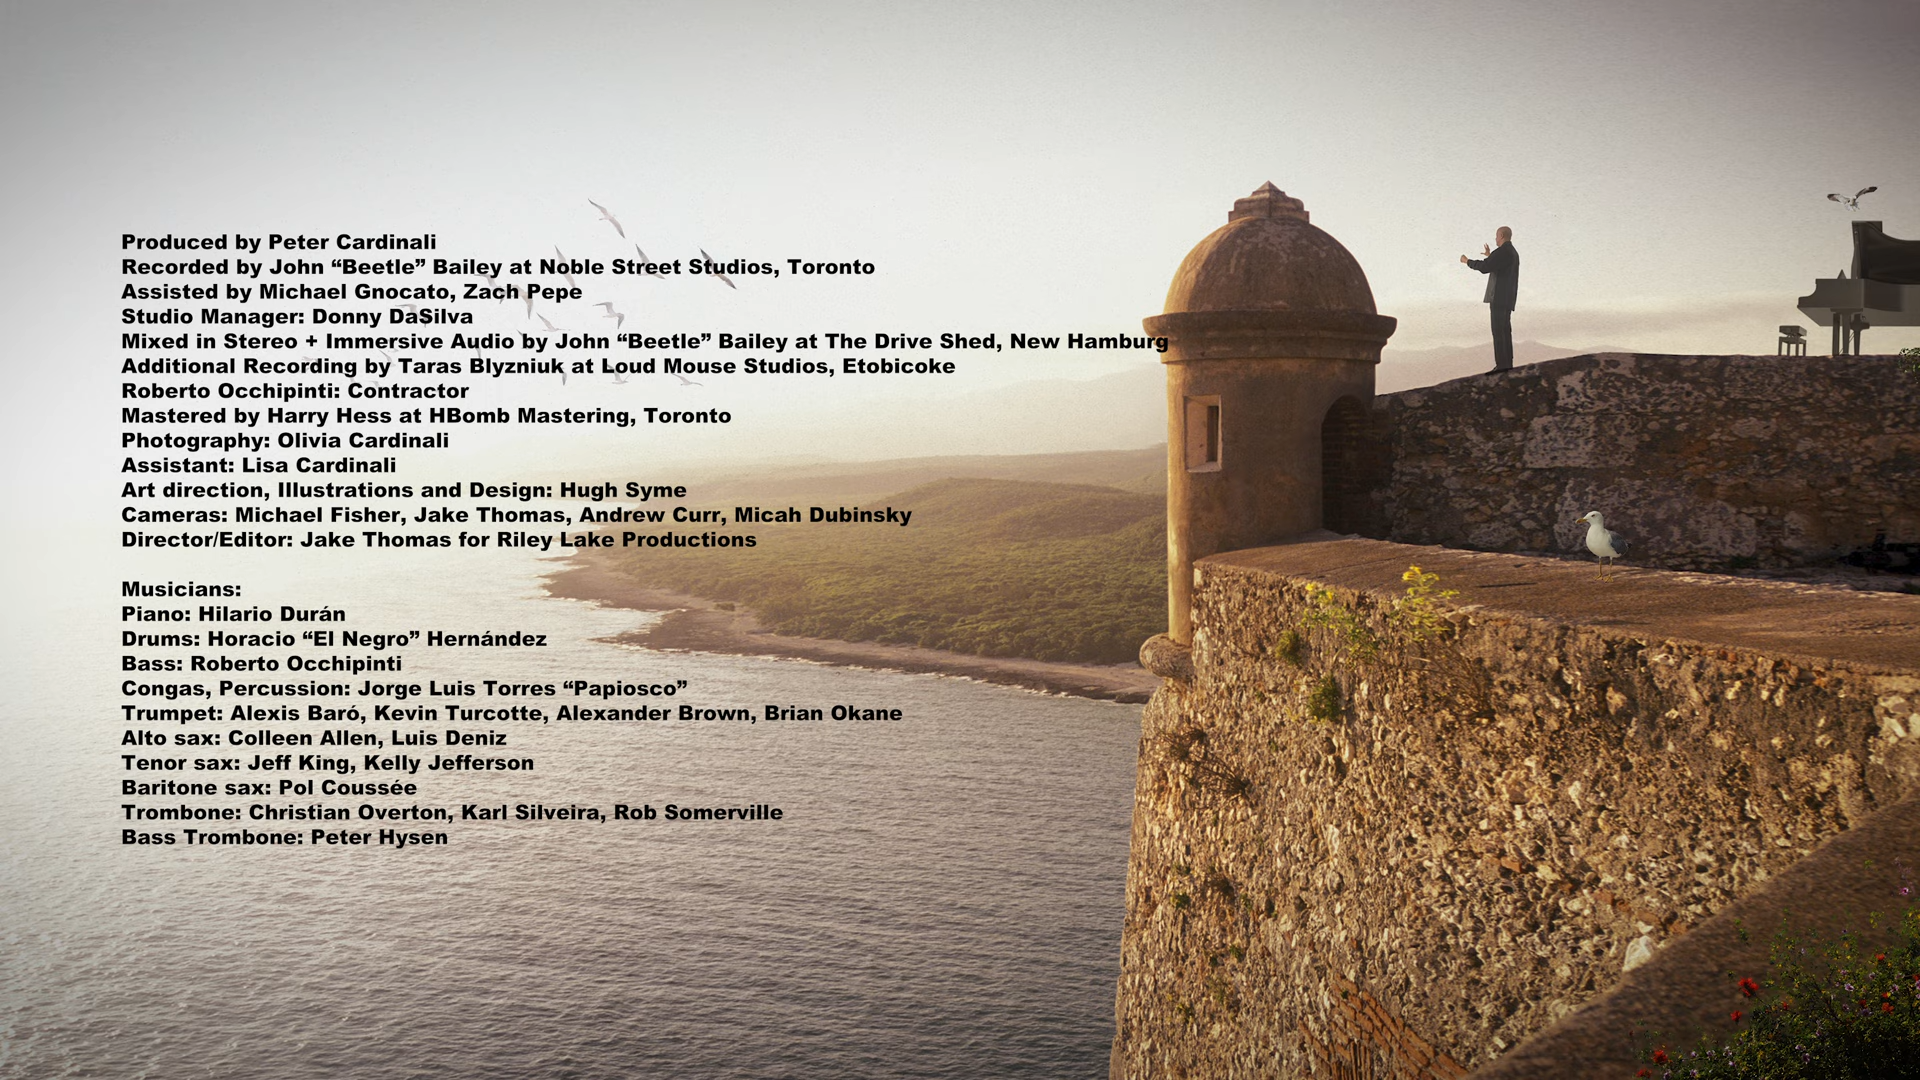 Produced by Peter Cardinali
Recorded by John “Beetle” Bailey at Noble Street Studios, Toronto
Assisted by Michael Gnocato, Zach Pepe
Studio Manager: Donny DaSilva
Mixed in Stereo + Immersive Audio by John “Beetle” Bailey at The Drive Shed, New Hamburg
Additional Recording by Taras Blyzniuk at Loud Mouse Studios, Etobicoke
Roberto Occhipinti: Contractor
Mastered by Harry Hess at HBomb Mastering, Toronto
Photography: Olivia Cardinali
Assistant: Lisa Cardinali
Art direction, Illustrations and Design: Hugh Syme
Cameras: Michael Fisher, Jake Thomas, Andrew Curr, Micah Dubinsky
Director/Editor: Jake Thomas for Riley Lake Productions
Musicians:
Piano: Hilario Durán
Drums: Horacio “El Negro” Hernández
Bass: Roberto Occhipinti
Congas, Percussion: Jorge Luis Torres “Papiosco”
Trumpet: Alexis Baró, Kevin Turcotte, Alexander Brown, Brian Okane
Alto sax: Colleen Allen, Luis Deniz
Tenor sax: Jeff King, Kelly Jefferson
Baritone sax: Pol Coussée
Trombone: Christian Overton, Karl Silveira, Rob Somerville
Bass Trombone: Peter Hysen